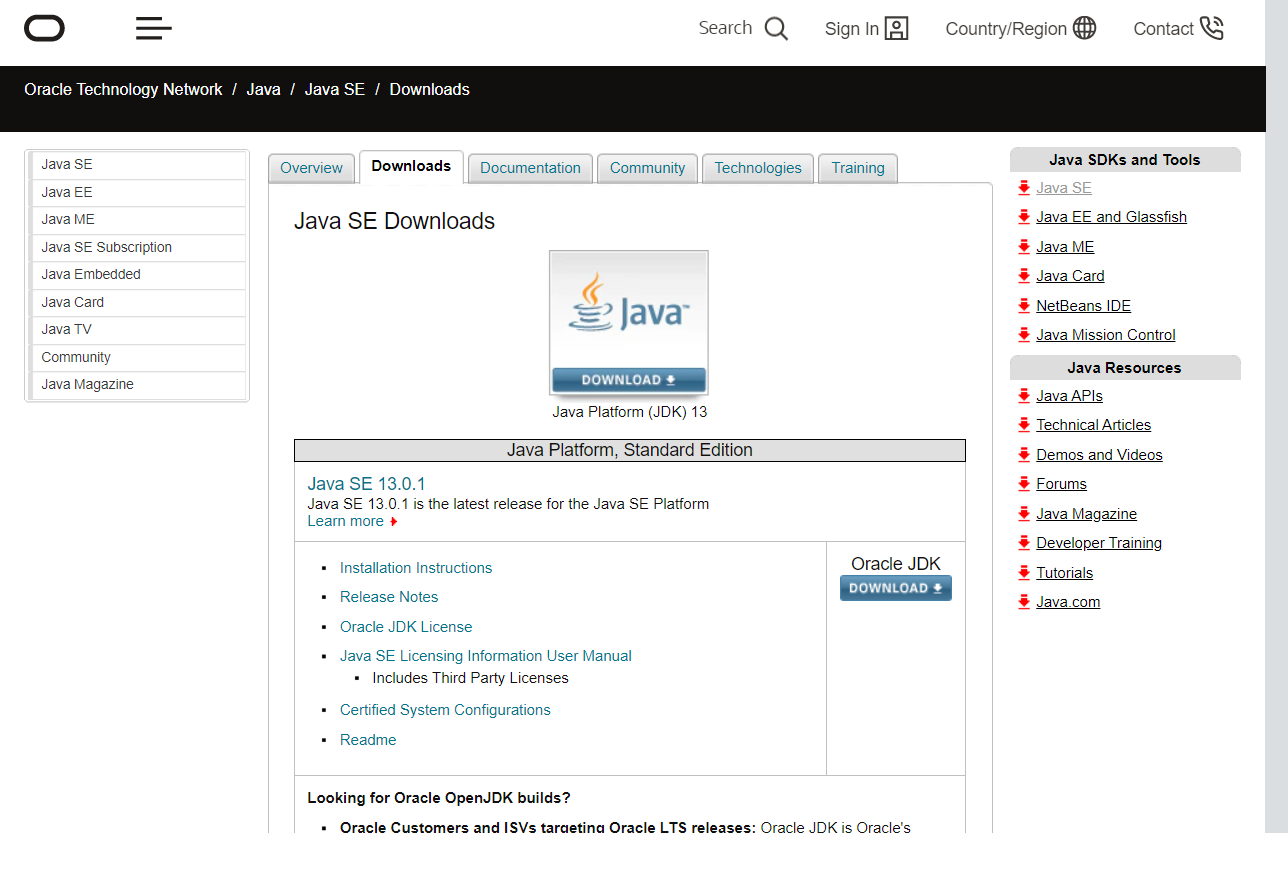 Search
Sign In
Country/Region
Contact
Oracle Technology Network / Java / Java SE / Downloads
Java SE
Java EE
Java ME
Java SE Subscription
Java Embedded
Java Card
Java TV
Community
Java Magazine
Overview
Downloads
Documentation
Community
Technologies
Training
Java SE Downloads
Java™
DOWNLOAD
Java Platform (JDK) 13
Java Platform, Standard Edition
Java SE 13.0.1
Java SE 13.0.1 is the latest release for the Java SE Platform
Learn more
Installation Instructions
Release Notes
Oracle JDK License
Java SE Licensing Information User Manual
Includes Third Party Licenses
Certified System Configurations
Readme
Oracle JDK
DOWNLOAD
Looking for Oracle OpenJDK builds?
Oracle Customers and ISVs targeting Oracle LTS releases: Oracle JDK is Oracle's
Java SDKs and Tools
Java SE
Java EE and Glassfish
Java ME
Java Card
NetBeans IDE
Java Mission Control
Java Resources
Java APIs
Technical Articles
Demos and Videos
Forums
Java Magazine
Developer Training
Tutorials
Java.com